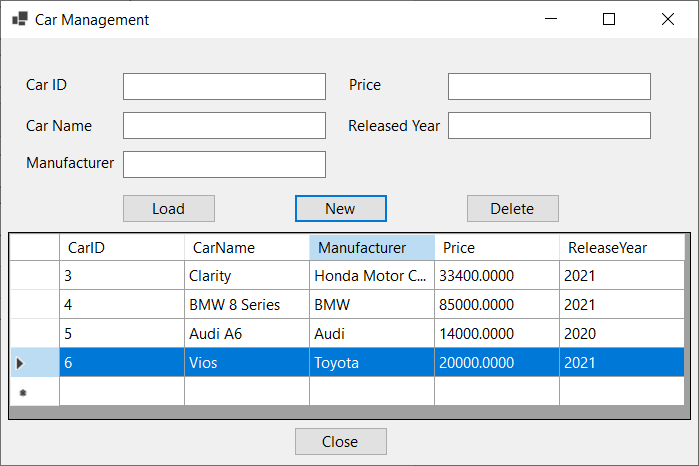 Car Management
Car ID Price
Car Name Released Year
Manufacturer
Load New Delete
CarID CarName Manufacturer Price ReleaseYear
3 Clarity Honda Motor C... 33400.0000 2021
4 BMW 8 Series BMW 85000.0000 2021
5 Audi A6 Audi 14000.0000 2020
6 Vios Toyota 20000.0000 2021
Close